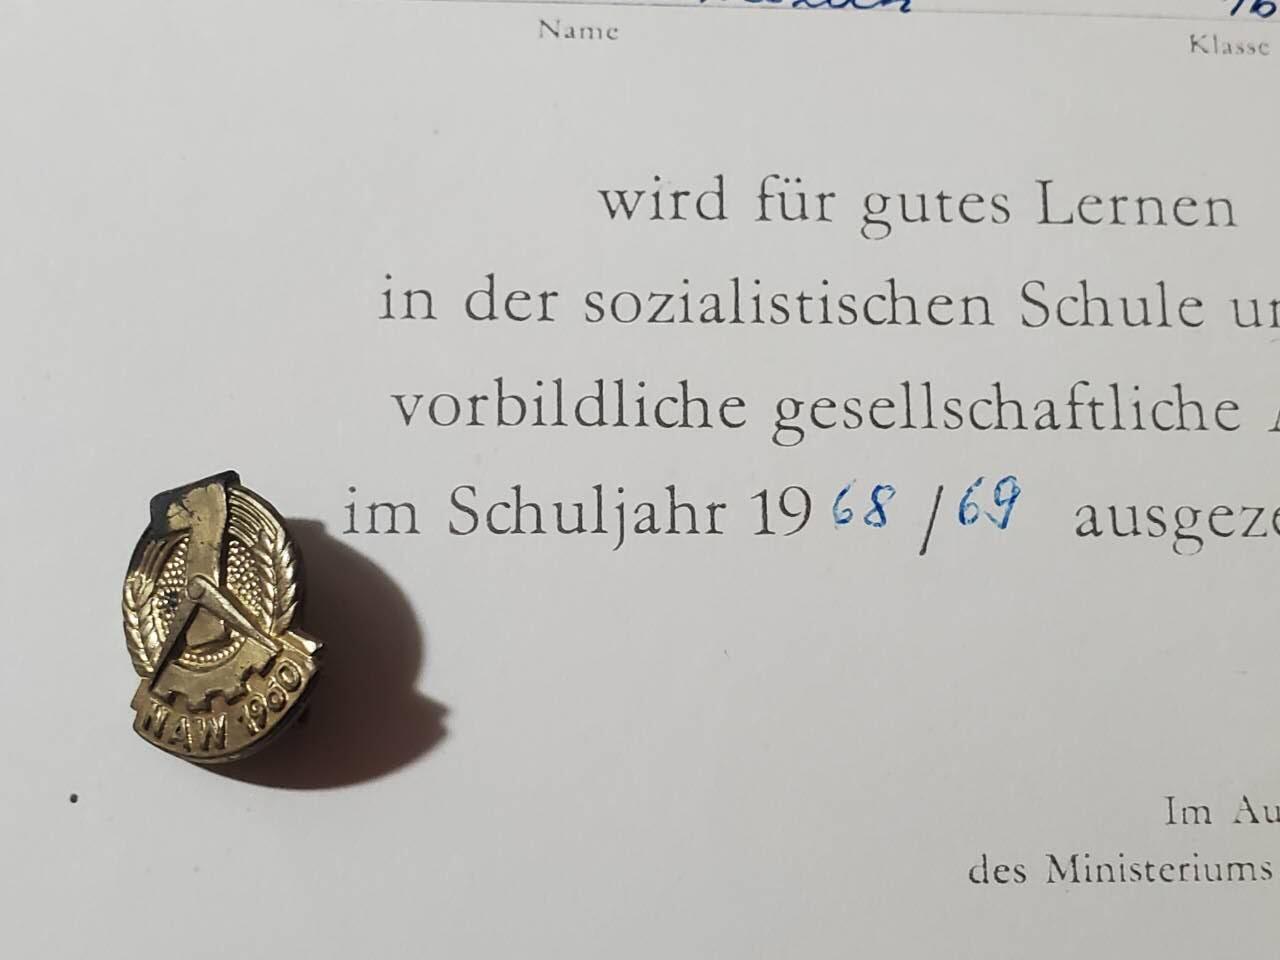 Name
Klasse
wird für gutes Lernen
in der sozialistischen Schule
vorbildliche gesellschaftliche
im Schuljahr 1968/69
NAW 1960
Im
des Ministeriums